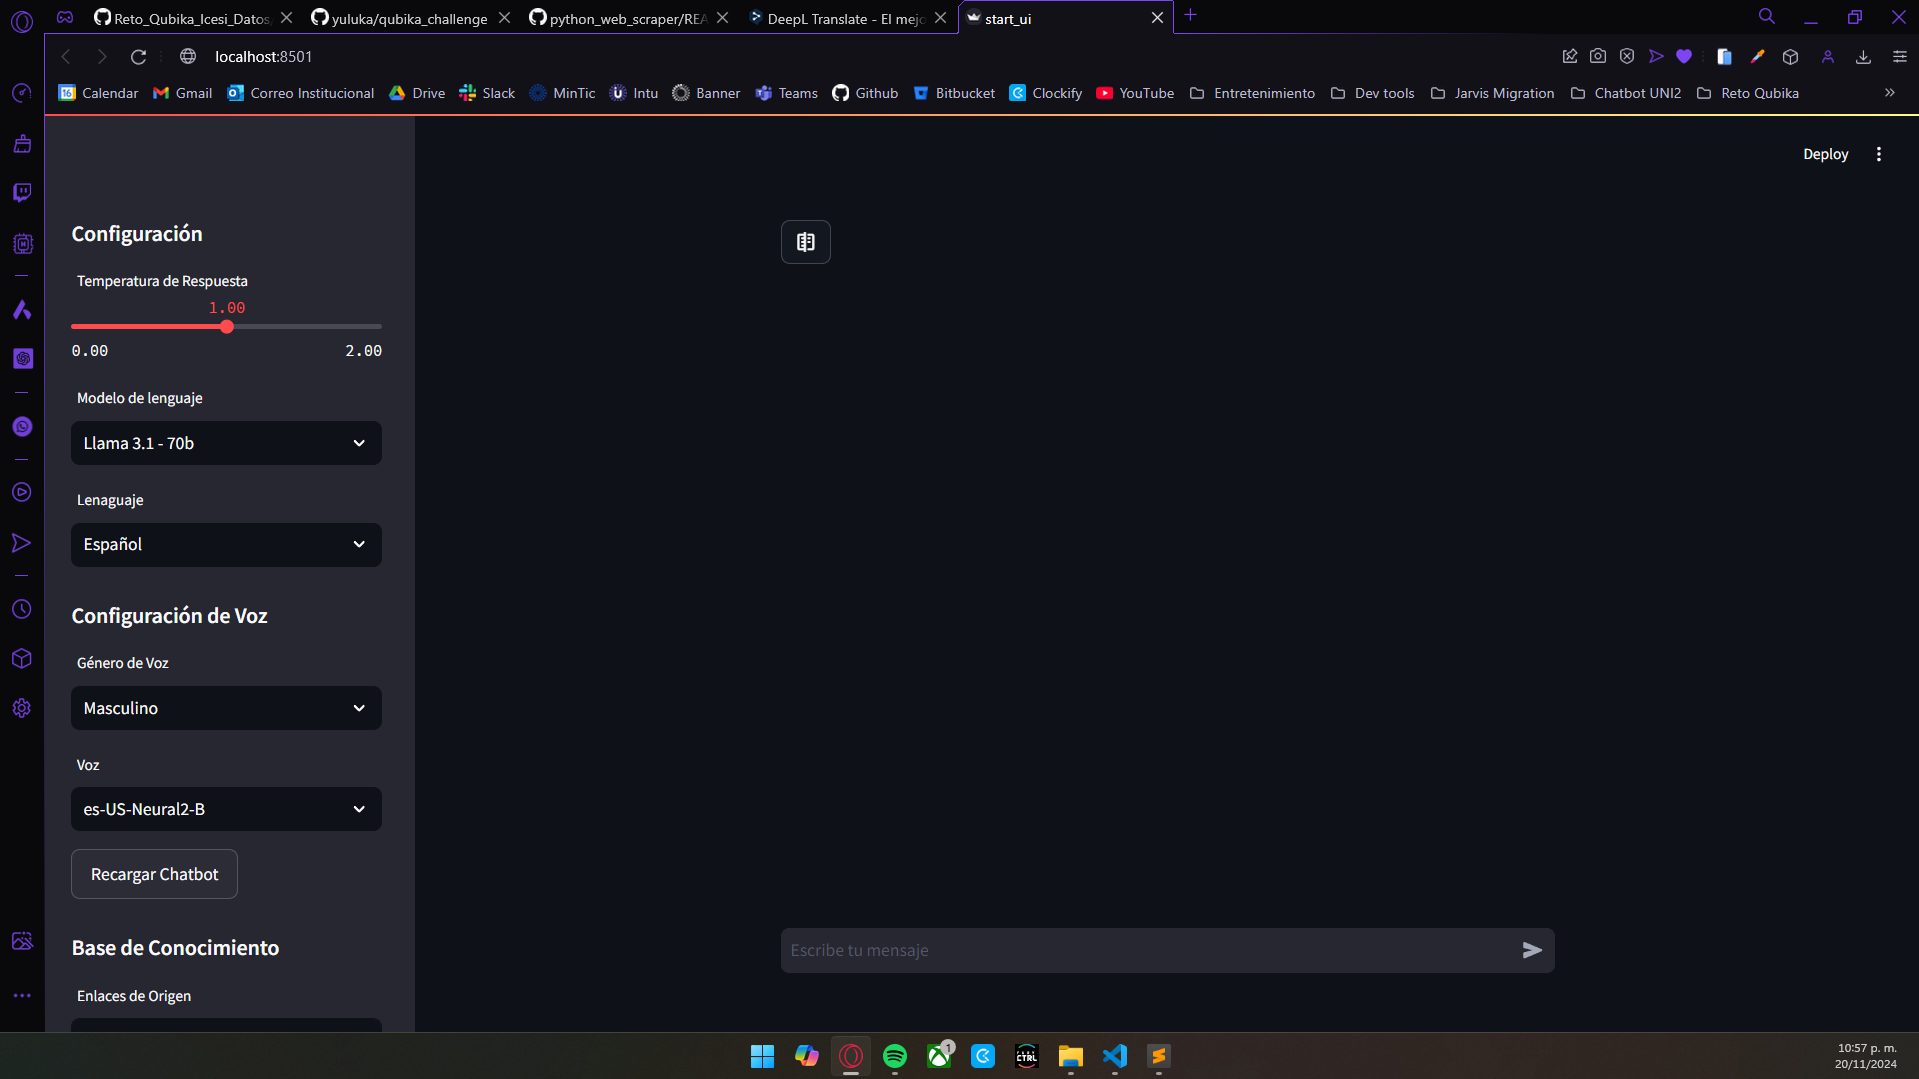 Reto_Qubika_Icesi_Datos
yuluka/qubika_challenge
python_web_scraper/REA
DeepL Translate - El mejo
start_ui
localhost:8501
16 Calendar
Gmail
Correo Institucional
Drive
Slack
MinTic
Intu
Banner
Teams
Github
Bitbucket
Clockify
YouTube
Entretenimiento
Dev tools
Jarvis Migration
Chatbot UNI2
Reto Qubika
Deploy
Configuración
Temperatura de Respuesta
1.00
0.00 2.00
Modelo de lenguaje
Llama 3.1 - 70b
Lenaguaje
Español
Configuración de Voz
Género de Voz
Masculino
Voz
es-US-Neural2-B
Recargar Chatbot
Base de Conocimiento
Enlaces de Origen
Escribe tu mensaje
1
CTRL
10:57 p. m.
20/11/2024